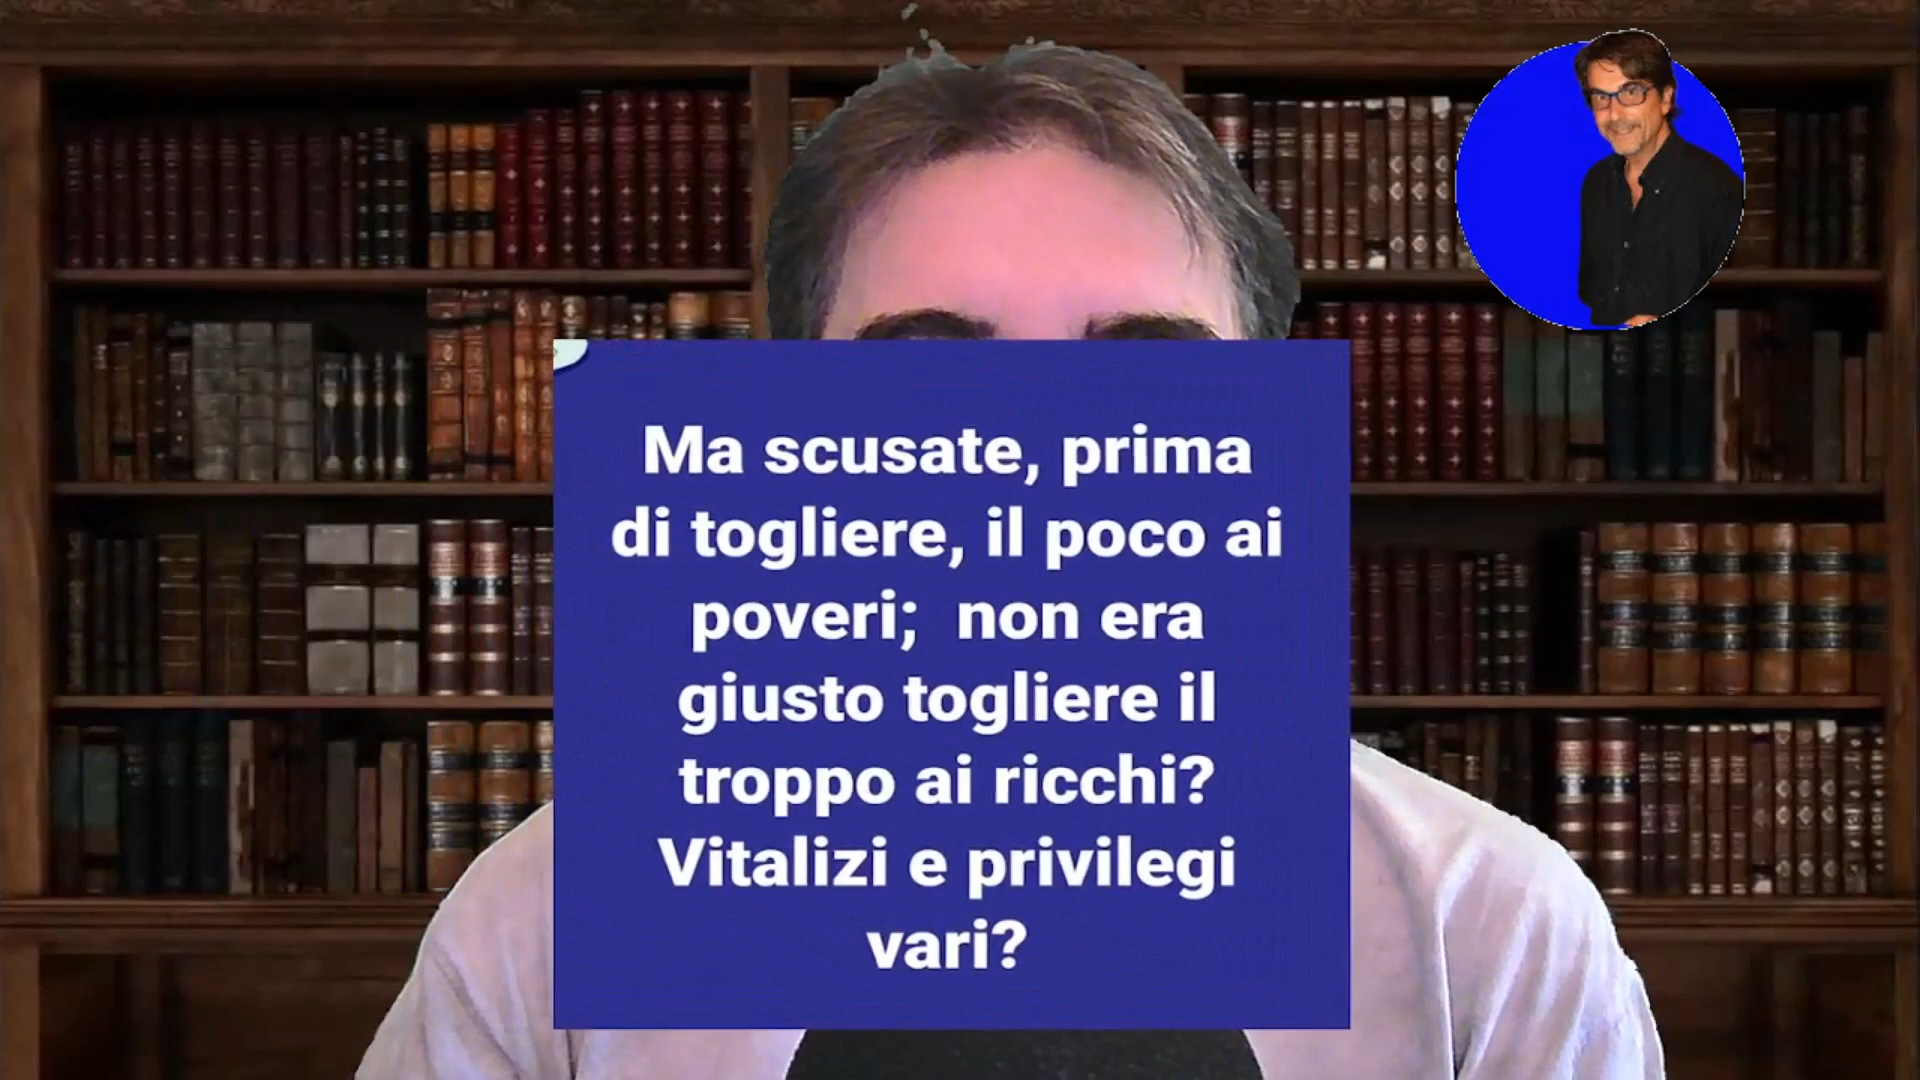 Ma scusate, prima
di togliere, il poco ai
poveri;  non era
giusto togliere il
troppo ai ricchi?
Vitalizi e privilegi
vari?